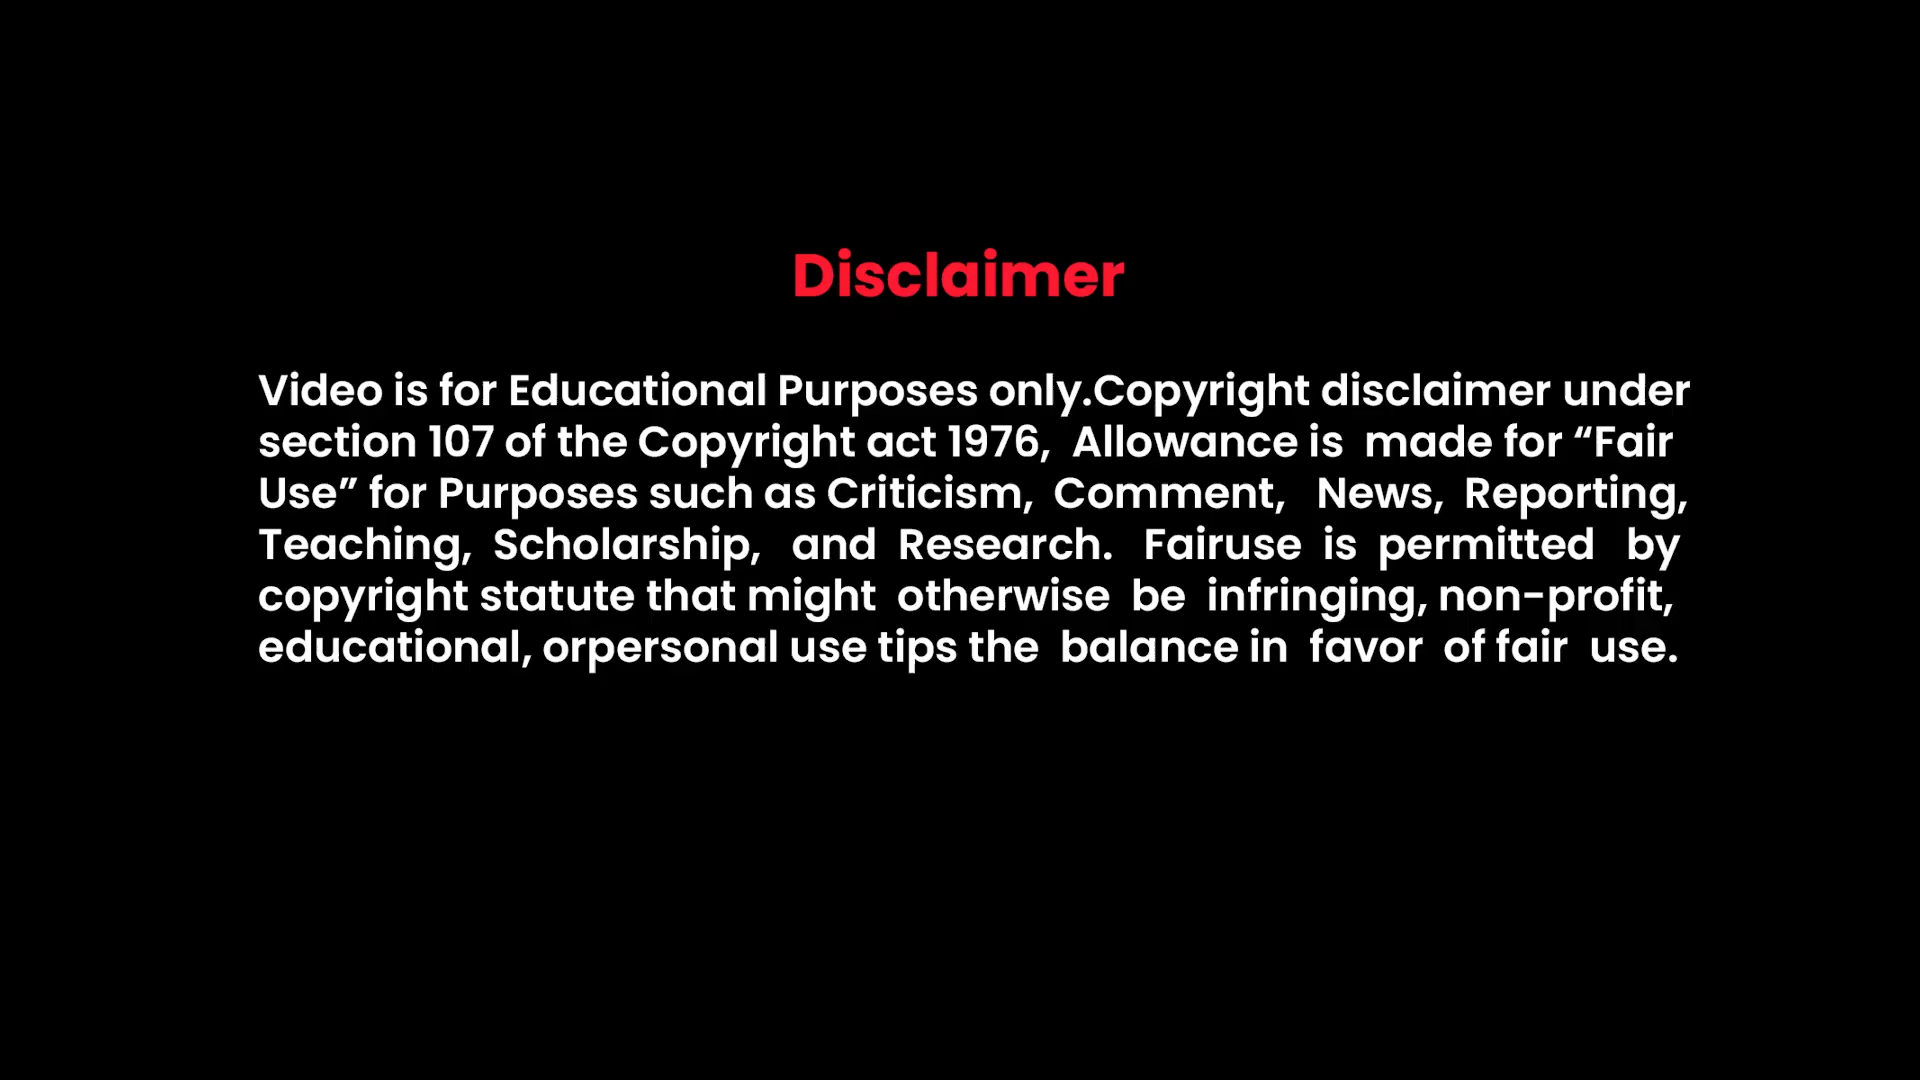 Disclaimer
Video is for Educational Purposes only.Copyright disclaimer under
section 107 of the Copyright act 1976, Allowance is made for “Fair
Use” for Purposes such as Criticism, Comment, News, Reporting,
Teaching, Scholarship, and Research. Fairuse is permitted by
copyright statute that might otherwise be infringing, non-profit,
educational, orpersonal use tips the balance in favor of fair use.